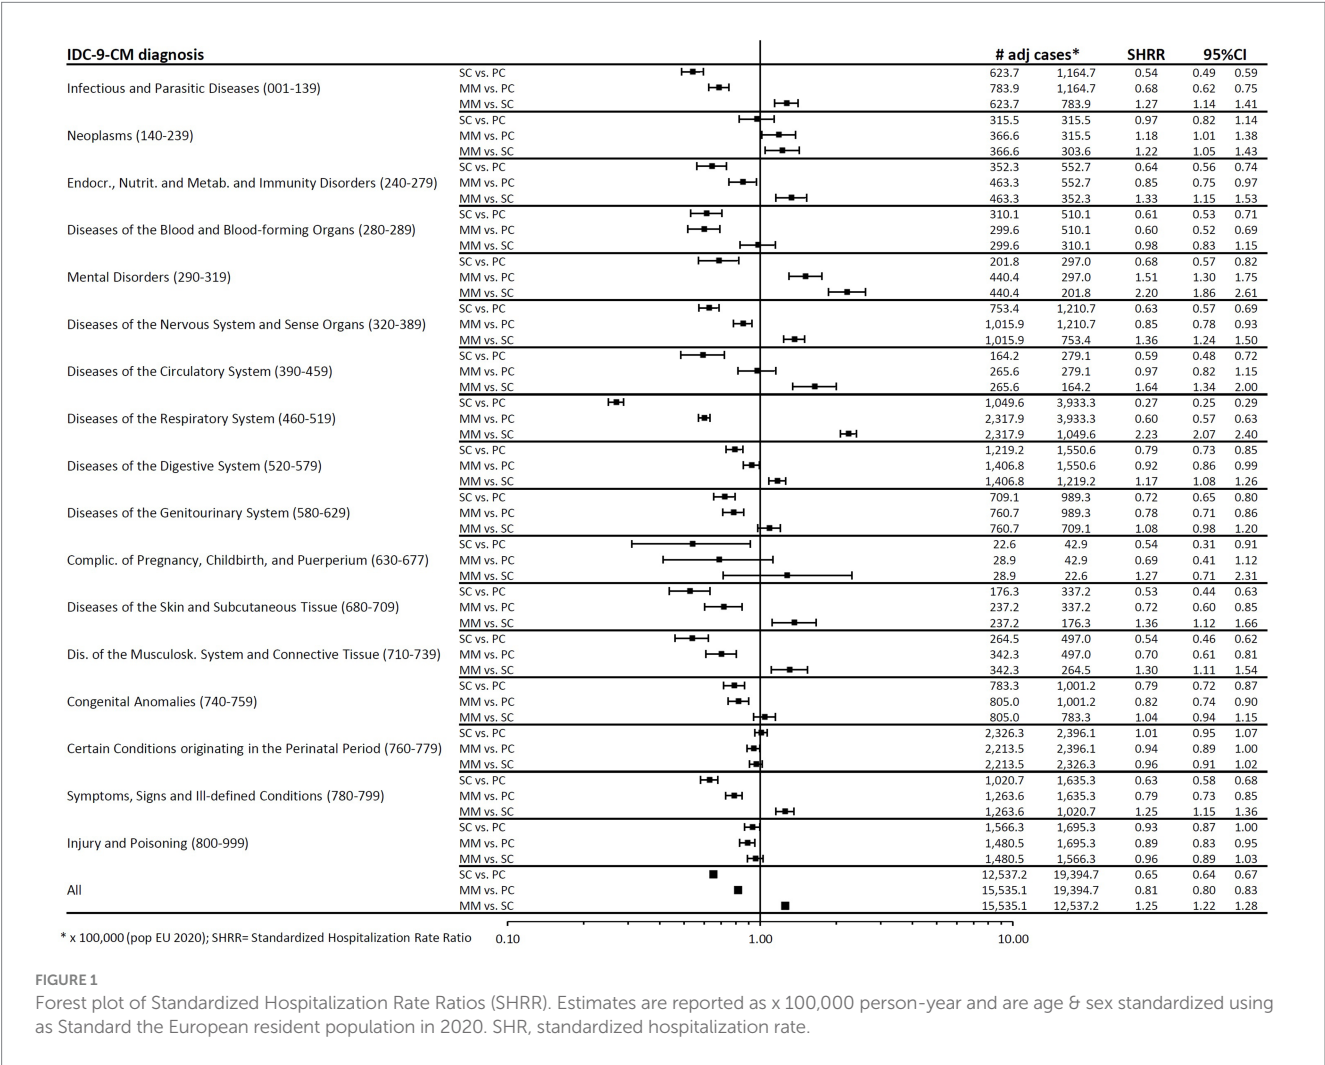 IDC-9-CM diagnosis # adj cases* SHRR 95%CI
SC vs. PC 623.7 1,164.7 0.54 0.49 0.59
Infectious and Parasitic Diseases (001-139) MM vs. PC 783.9 1,164.7 0.68 0.62 0.75
MM vs. SC 623.7 783.9 1.27 1.14 1.41
SC vs. PC 315.5 315.5 0.97 0.82 1.14
Neoplasms (140-239) MM vs. PC 366.6 315.5 1.18 1.01 1.38
MM vs. SC 366.6 303.6 1.22 1.05 1.43
SC vs. PC 352.3 552.7 0.64 0.56 0.74
Endocr., Nutrit. and Metab. and Immunity Disorders (240-279) MM vs. PC 463.3 552.7 0.85 0.75 0.97
MM vs. SC 463.3 352.3 1.33 1.15 1.53
SC vs. PC 310.1 510.1 0.61 0.53 0.71
Diseases of the Blood and Blood-forming Organs (280-289) MM vs. PC 299.6 510.1 0.60 0.52 0.69
MM vs. SC 299.6 310.1 0.98 0.83 1.15
SC vs. PC 201.8 297.0 0.68 0.57 0.82
Mental Disorders (290-319) MM vs. PC 440.4 297.0 1.51 1.30 1.75
MM vs. SC 440.4 201.8 2.20 1.86 2.61
SC vs. PC 753.4 1,210.7 0.63 0.57 0.69
Diseases of the Nervous System and Sense Organs (320-389) MM vs. PC 1,015.9 1,210.7 0.85 0.78 0.93
MM vs. SC 1,015.9 753.4 1.36 1.24 1.50
SC vs. PC 164.2 279.1 0.59 0.48 0.72
Diseases of the Circulatory System (390-459) MM vs. PC 265.6 279.1 0.97 0.82 1.15
MM vs. SC 265.6 164.2 1.64 1.34 2.00
SC vs. PC 1,049.6 3,933.3 0.27 0.25 0.29
Diseases of the Respiratory System (460-519) MM vs. PC 2,317.9 3,933.3 0.60 0.57 0.63
MM vs. SC 2,317.9 1,049.6 2.23 2.07 2.40
SC vs. PC 1,219.2 1,550.6 0.79 0.73 0.85
Diseases of the Digestive System (520-579) MM vs. PC 1,406.8 1,550.6 0.92 0.86 0.99
MM vs. SC 1,406.8 1,219.2 1.17 1.08 1.26
SC vs. PC 709.1 989.3 0.72 0.65 0.80
Diseases of the Genitourinary System (580-629) MM vs. PC 760.7 989.3 0.78 0.71 0.86
MM vs. SC 760.7 709.1 1.08 0.98 1.20
SC vs. PC 22.6 42.9 0.54 0.31 0.91
Complic. of Pregnancy, Childbirth, and Puerperium (630-677) MM vs. PC 28.9 42.9 0.69 0.41 1.12
MM vs. SC 28.9 22.6 1.27 0.71 2.31
SC vs. PC 176.3 337.2 0.53 0.44 0.63
Diseases of the Skin and Subcutaneous Tissue (680-709) MM vs. PC 237.2 337.2 0.72 0.60 0.85
MM vs. SC 237.2 176.3 1.36 1.12 1.66
SC vs. PC 264.5 497.0 0.54 0.46 0.62
Dis. of the Musculosk. System and Connective Tissue (710-739) MM vs. PC 342.3 497.0 0.70 0.61 0.81
MM vs. SC 342.3 264.5 1.30 1.11 1.54
SC vs. PC 783.3 1,001.2 0.79 0.72 0.87
Congenital Anomalies (740-759) MM vs. PC 805.0 1,001.2 0.82 0.74 0.90
MM vs. SC 805.0 783.3 1.04 0.94 1.15
SC vs. PC 2,326.3 2,396.1 1.01 0.95 1.07
Certain Conditions originating in the Perinatal Period (760-779) MM vs. PC 2,213.5 2,396.1 0.94 0.89 1.00
MM vs. SC 2,213.5 2,326.3 0.96 0.91 1.02
SC vs. PC 1,020.7 1,635.3 0.63 0.58 0.68
Symptoms, Signs and Ill-defined Conditions (780-799) MM vs. PC 1,263.6 1,635.3 0.79 0.73 0.85
MM vs. SC 1,263.6 1,020.7 1.25 1.15 1.36
SC vs. PC 1,566.3 1,695.3 0.93 0.87 1.00
Injury and Poisoning (800-999) MM vs. PC 1,480.5 1,695.3 0.89 0.83 0.95
MM vs. SC 1,480.5 1,566.3 0.96 0.89 1.03
SC vs. PC 12,537.2 19,394.7 0.65 0.64 0.67
All MM vs. PC 15,535.1 19,394.7 0.81 0.80 0.83
MM vs. SC 15,535.1 12,537.2 1.25 1.22 1.28
* x 100,000 (pop EU 2020); SHRR= Standardized Hospitalization Rate Ratio 0.10 1.00 10.00
FIGURE 1
Forest plot of Standardized Hospitalization Rate Ratios (SHRR). Estimates are reported as x 100,000 person-year and are age & sex standardized using
as Standard the European resident population in 2020. SHR, standardized hospitalization rate.